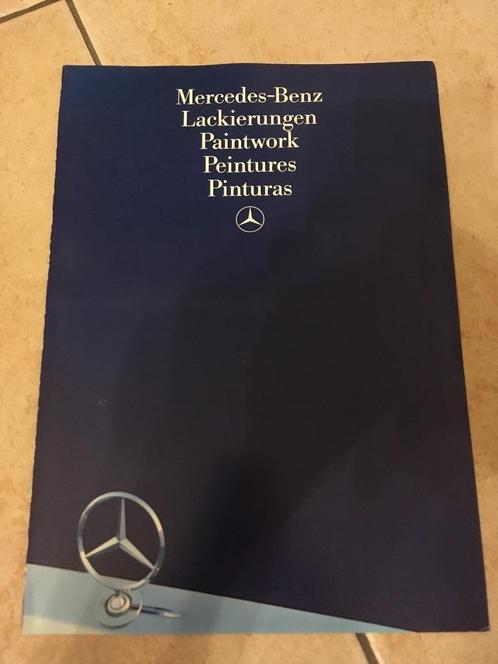 Mercedes-Benz
Lackierungen
Paintwork
Peintures
Pinturas